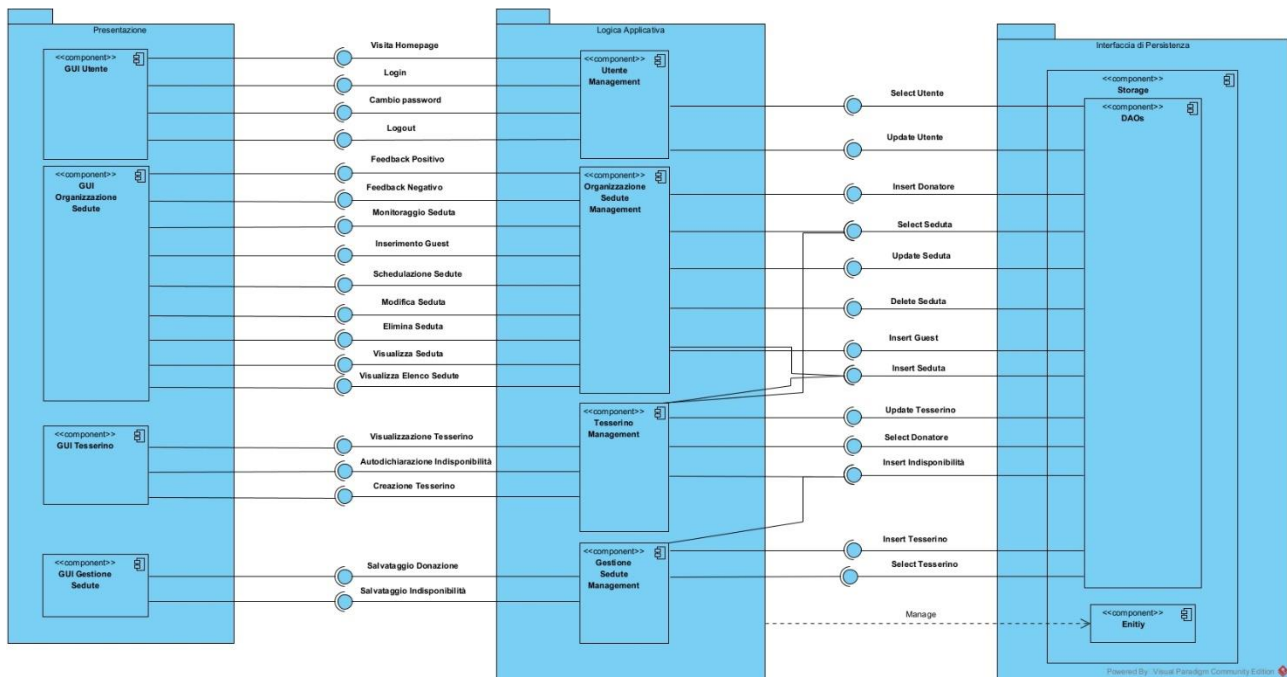 Presentazione
<<component>>
GUI Utente
<<component>>
GUI
Organizzazione
Sedute
<<component>>
GUI Tesserino
<<component>>
GUI Gestione
Sedute
Visita Homepage
Login
Cambio password
Logout
Feedback Positivo
Feedback Negativo
Monitoraggio Seduta
Inserimento Guest
Schedulazione Sedute
Modifica Seduta
Elimina Seduta
Visualizza Seduta
Visualizza Elenco Sedute
Visualizzazione Tesserino
Autodichiarazione Indisponibilità
Creazione Tesserino
Salvataggio Donazione
Salvataggio Indisponibilità
Logica Applicativa
<<component>>
Utente
Management
<<component>>
Organizzazione
Sedute
Management
<<component>>
Tesserino
Management
<<component>>
Gestione
Sedute
Management
Select Utente
Update Utente
Insert Donatore
Select Seduta
Update Seduta
Delete Seduta
Insert Guest
Insert Seduta
Update Tesserino
Select Donatore
Insert Indisponibilità
Insert Tesserino
Select Tesserino
Manage
Interfaccia di Persistenza
<<component>>
Storage
<<component>>
DAOs
<<component>>
Enitiy
Powered By: Visual Paradigm Community Edition